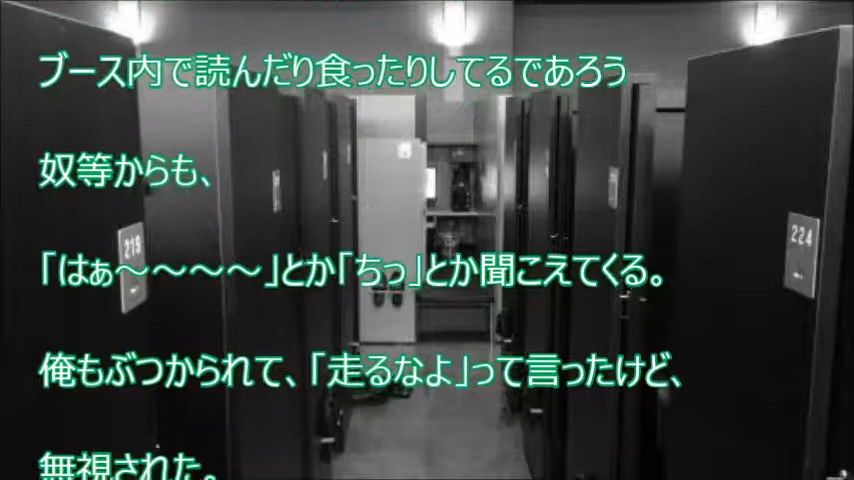 ブース内で読んだり食ったりしてるであろう
奴等からも、
「はぁ～～～～」とか「ちっ」とか聞こえてくる。
俺もぶつかられて、「走るなよ」って言ったけど、
無視された。
219
224